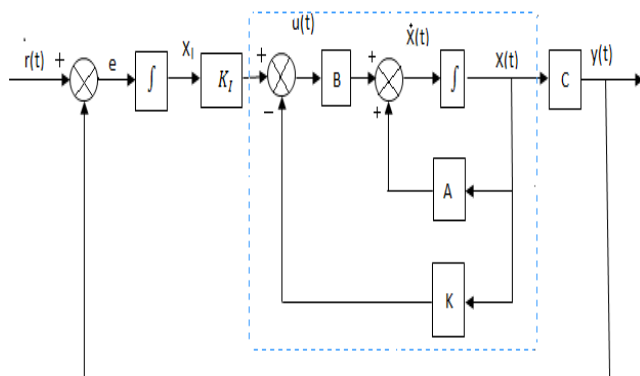 u(t)
Ẋ(t)
ṙ(t) + e ∫ X_I K_I + B + ∫ X(t) C y(t)
−
+
A
K